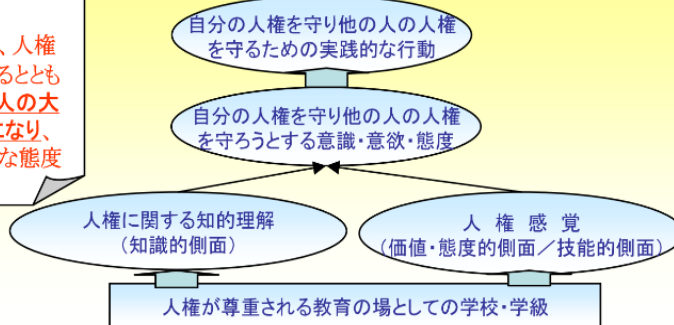 、人権
るととも
人の大
になり、
な態度
自分の人権を守り他の人の人権
を守るための実践的な行動
自分の人権を守り他の人の人権
を守ろうとする意識・意欲・態度
人権に関する知的理解
（知識的側面）
人 権 感 覚
（価値・態度的側面／技能的側面）
人権が尊重される教育の場としての学校・学級